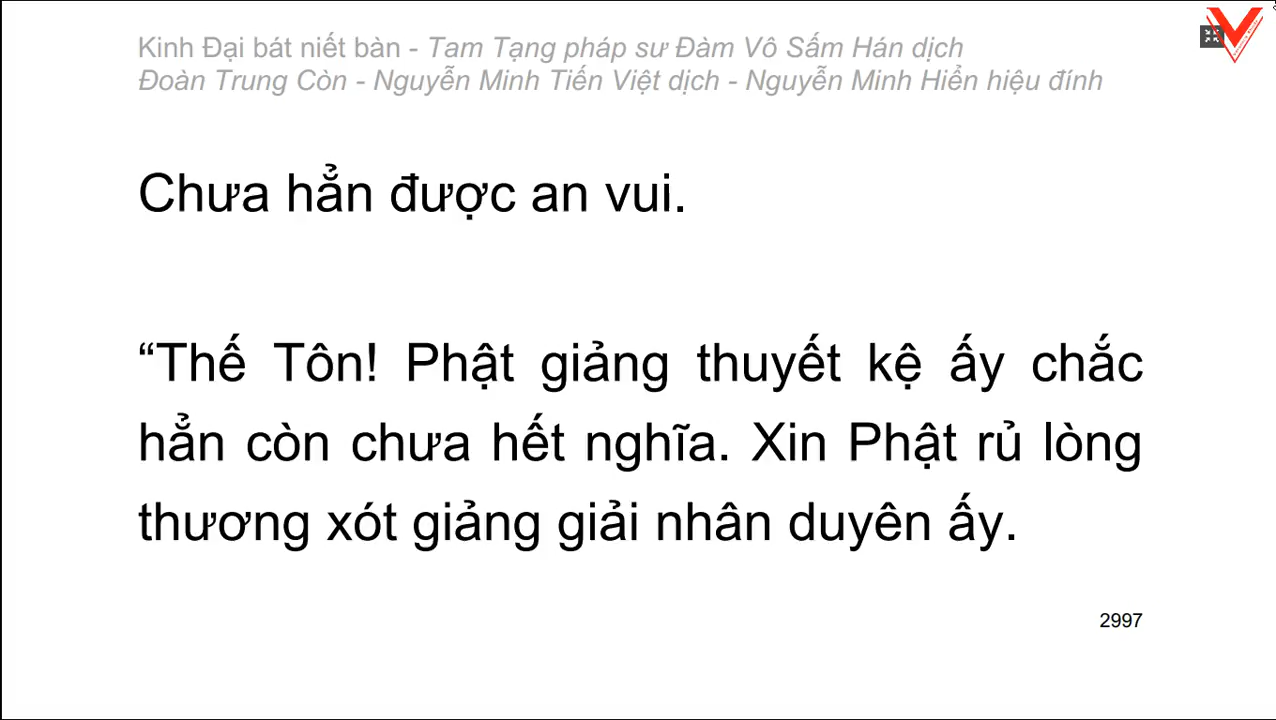 Kinh Đại bát niết bàn - Tam Tạng pháp sư Đàm Vô Sấm Hán dịch
Đoàn Trung Còn - Nguyễn Minh Tiến Việt dịch - Nguyễn Minh Hiển hiệu đính
Chưa hẳn được an vui.
“Thế Tôn! Phật giảng thuyết kệ ấy chắc
hẳn còn chưa hết nghĩa. Xin Phật rủ lòng
thương xót giảng giải nhân duyên ấy.
2997